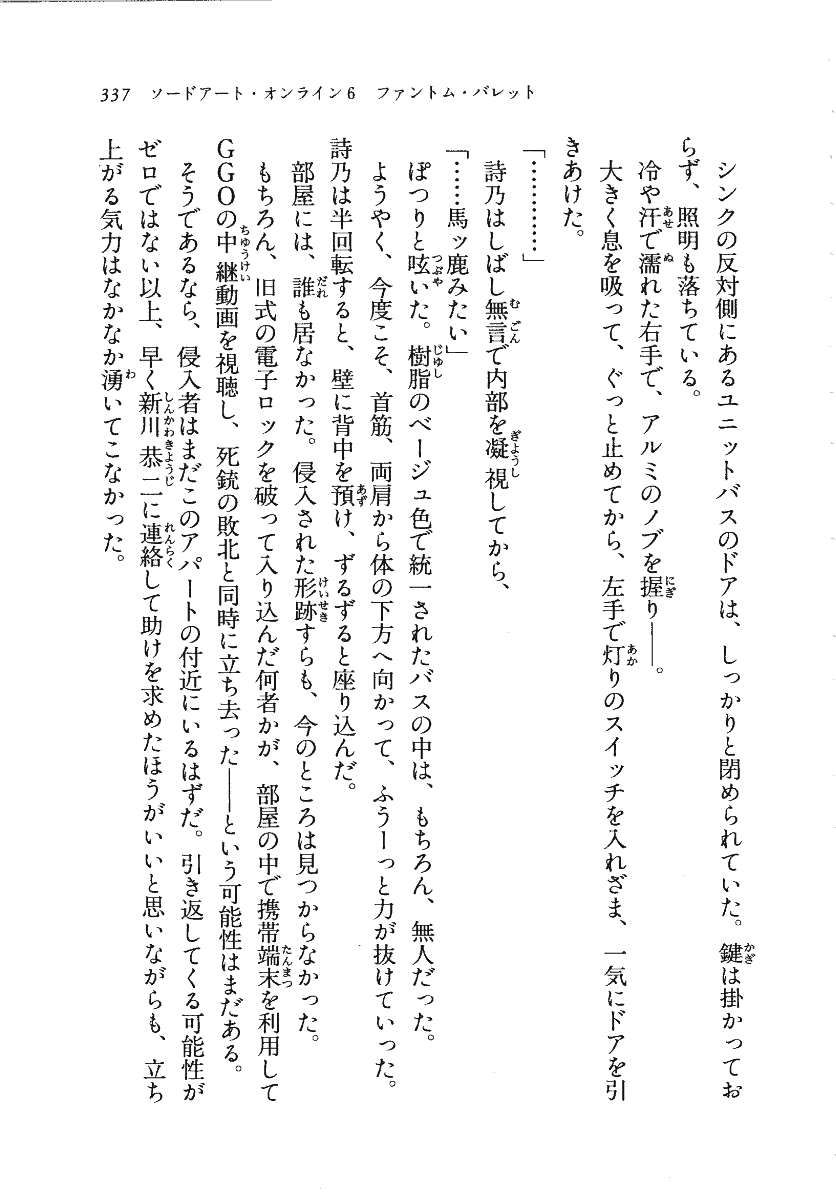 337 ソードアート・オンライン6 ファントム・バレット
シンクの反対側にあるユニットバスのドアは、しっかりと閉められていた。鍵は掛かってお
らず、照明も落ちている。
冷や汗で濡れた右手で、アルミのノブを握り――。
大きく息を吸って、ぐっと止めてから、左手で灯りのスイッチを入れざま、一気にドアを引
きあけた。
「…………」
詩乃はしばし無言で内部を凝視してから、
「……馬ッ鹿みたい」
ぽつりと呟いた。樹脂のベージュ色で統一されたバスの中は、もちろん、無人だった。
ようやく、今度こそ、首筋、両肩から体の下方へ向かって、ふうーっと力が抜けていった。
詩乃は半回転すると、壁に背中を預け、ずるずると座り込んだ。
部屋には、誰も居なかった。侵入された形跡すらも、今のところは見つからなかった。
もちろん、旧式の電子ロックを破って入り込んだ何者かが、部屋の中で携帯端末を利用して
GGOの中継動画を視聴し、死銃の敗北と同時に立ち去った――という可能性はまだある。
そうであるなら、侵入者はまだこのアパートの付近にいるはずだ。引き返してくる可能性が
ゼロではない以上、早く新川恭二に連絡して助けを求めたほうがいいと思いながらも、立ち
上がる気力はなかなか湧いてこなかった。